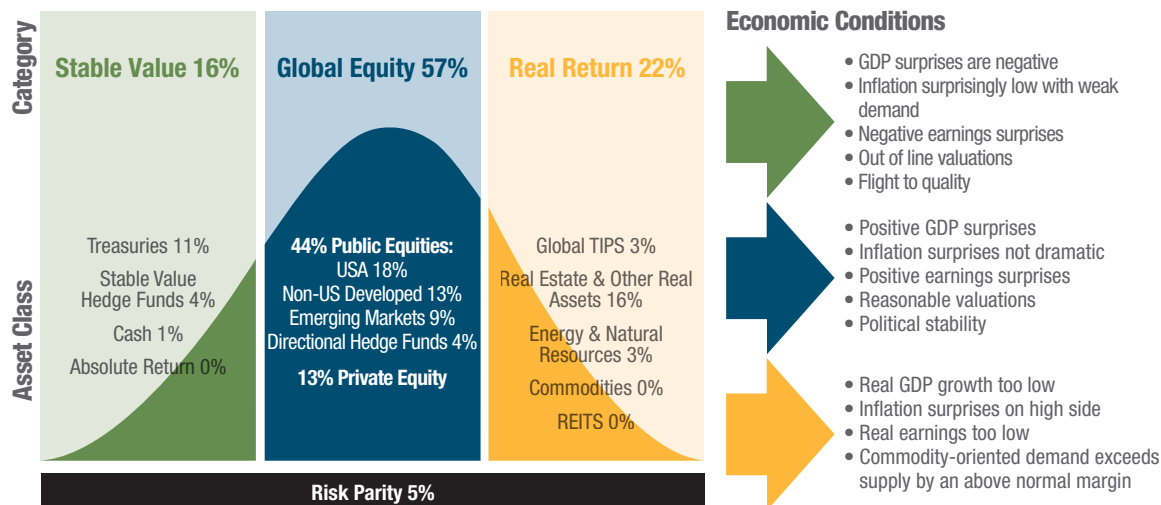 Category
Asset Class
Stable Value 16%
Treasuries 11%
Stable Value
Hedge Funds 4%
Cash 1%
Absolute Return 0%
Global Equity 57%
44% Public Equities:
USA 18%
Non-US Developed 13%
Emerging Markets 9%
Directional Hedge Funds 4%
13% Private Equity
Real Return 22%
Global TIPS 3%
Real Estate & Other Real
Assets 16%
Energy & Natural
Resources 3%
Commodities 0%
REITS 0%
Risk Parity 5%
Economic Conditions
• GDP surprises are negative
• Inflation surprisingly low with weak
demand
• Negative earnings surprises
• Out of line valuations
• Flight to quality
• Positive GDP surprises
• Inflation surprises not dramatic
• Positive earnings surprises
• Reasonable valuations
• Political stability
• Real GDP growth too low
• Inflation surprises on high side
• Real earnings too low
• Commodity-oriented demand exceeds
supply by an above normal margin